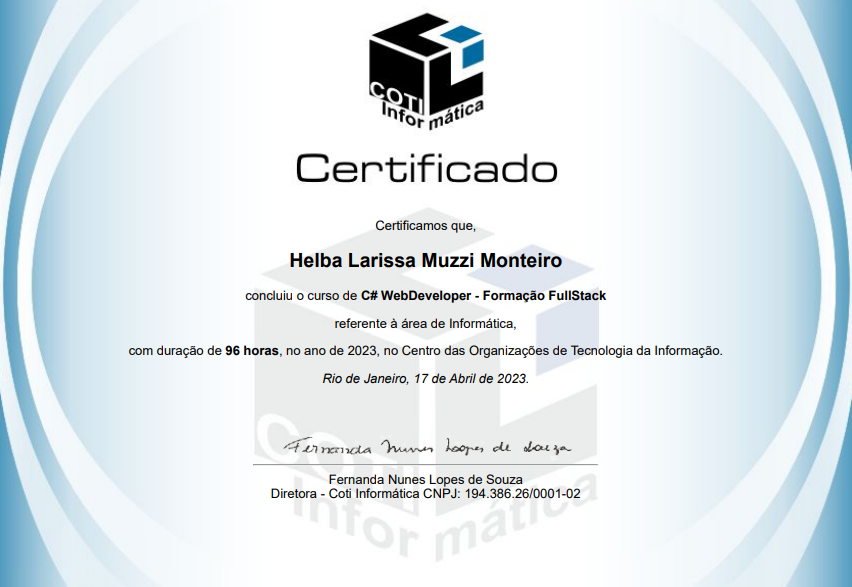 COTI
Informática
Certificado
Certificamos que,
Helba Larissa Muzzi Monteiro
concluiu o curso de C# WebDeveloper - Formação FullStack
referente à área de Informática,
com duração de 96 horas, no ano de 2023, no Centro das Organizações de Tecnologia da Informação.
Rio de Janeiro, 17 de Abril de 2023.
COTI
Fernanda Nunes Lopes de Souza
Fernanda Nunes Lopes de Souza
Diretora - Coti Informática CNPJ: 194.386.26/0001-02
Informática